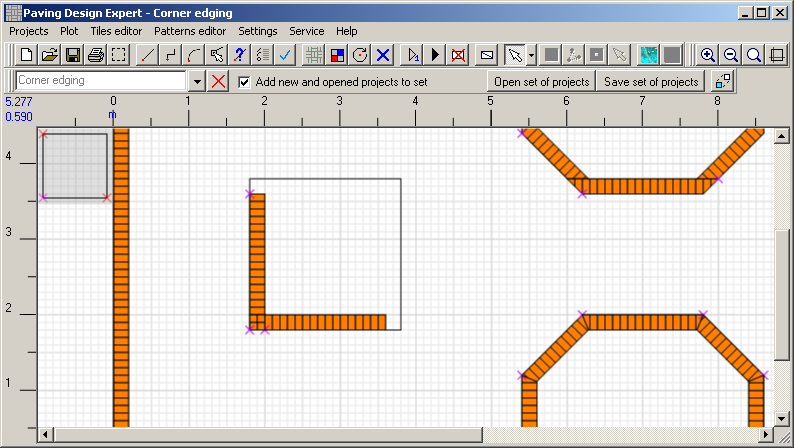 Paving Design Expert - Corner edging
Projects Plot Tiles editor Patterns editor Settings Service Help
Corner edging Add new and opened projects to set Open set of projects Save set of projects
5.277
0.590
0 1 2 3 4 5 6 7 8
m
4
3
2
1